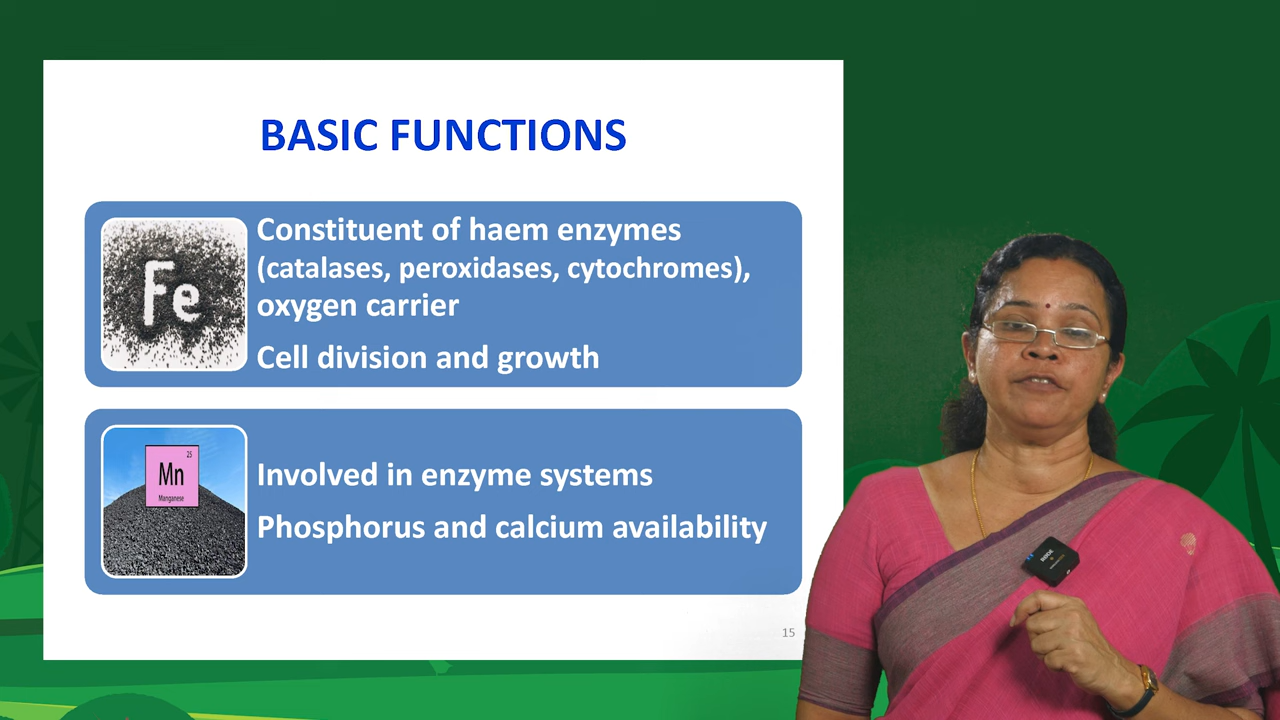 BASIC FUNCTIONS
Fe
Constituent of haem enzymes
(catalases, peroxidases, cytochromes),
oxygen carrier
Cell division and growth
25
Mn
Manganese
Involved in enzyme systems
Phosphorus and calcium availability
15